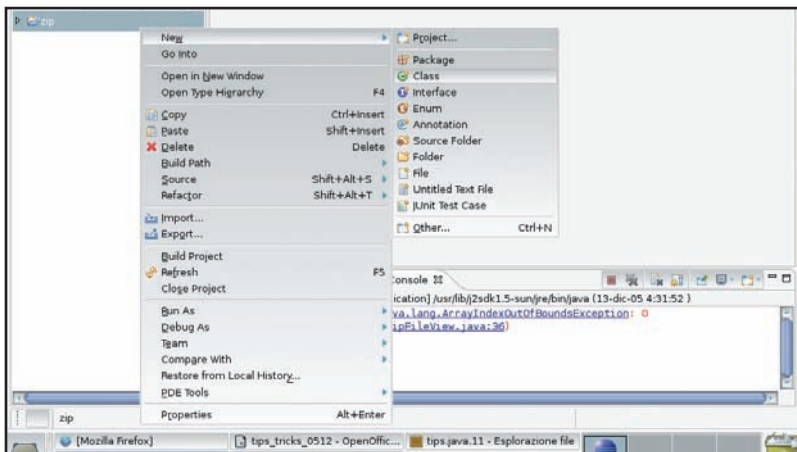 zip
New
Go Into
Open in New Window
Open Type Hierarchy F4
Copy Ctrl+Insert
Paste Shift+Insert
Delete Delete
Build Path
Source Shift+Alt+S
Refactor Shift+Alt+T
Import...
Export...
Build Project
Refresh F5
Close Project
Run As
Debug As
Team
Compare With
Restore from Local History...
PDE Tools
Properties Alt+Enter
Project...
Package
Class
Interface
Enum
Annotation
Source Folder
Folder
File
Untitled Text File
JUnit Test Case
Other... Ctrl+N
onsole
ication] /usr/lib/j2sdk1.5-sun/jre/bin/java (13-dic-05 4:31:52 )
va.lang.ArrayIndexOutOfBoundsException: 0
ipFileView.java:36)
zip
[Mozilla Firefox]
tips_tricks_0512 - OpenOffic...
tips.java.11 - Esplorazione file